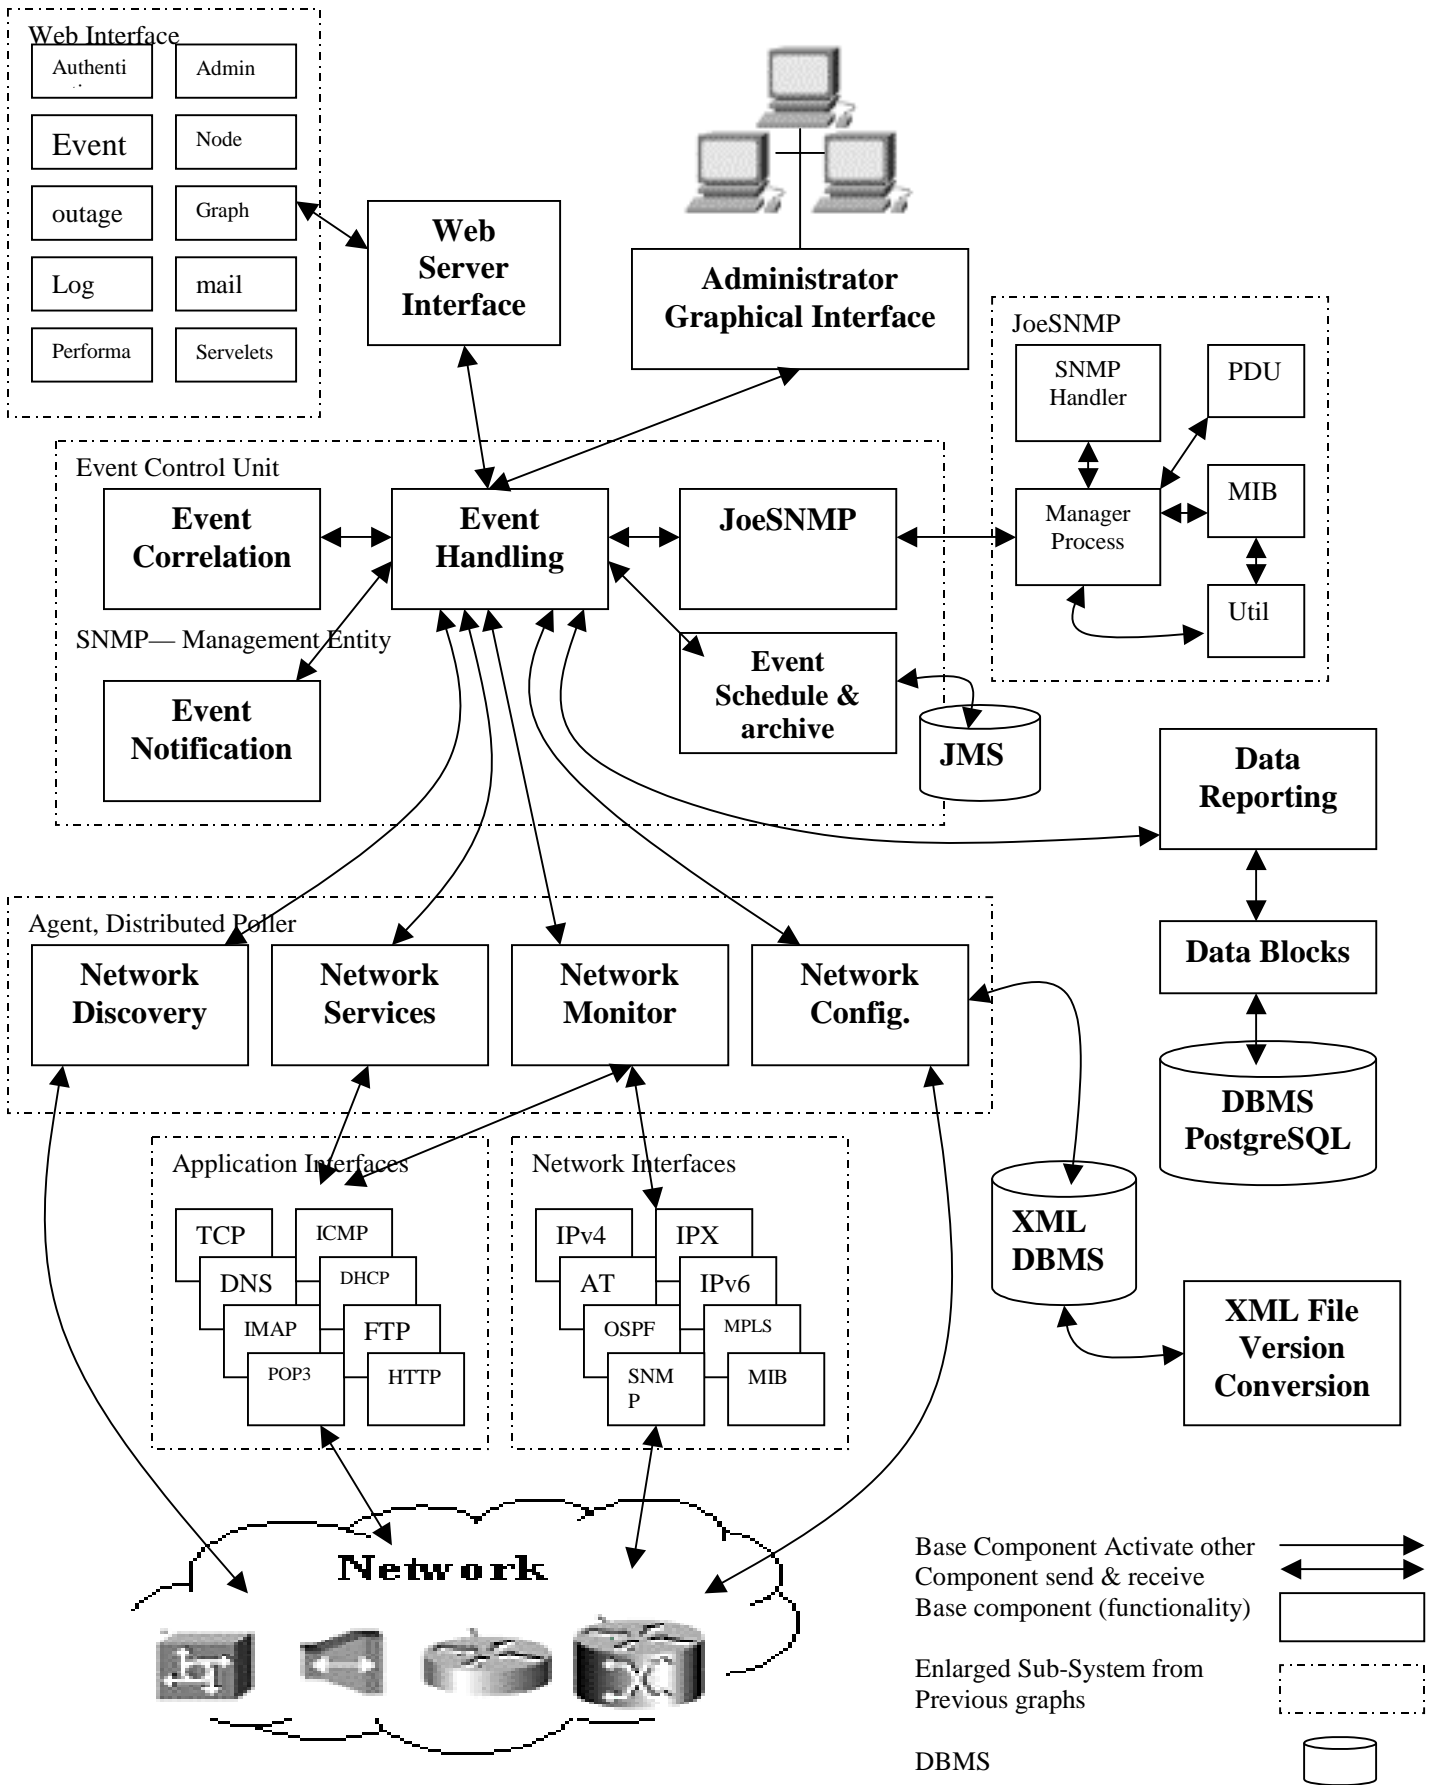 Web Interface
Authenti
Admin
Event
Node
outage
Graph
Log
mail
Performa
Servelets
Web
Server
Interface
Administrator
Graphical Interface
JoeSNMP
SNMP
Handler
PDU
Manager
Process
MIB
Util
Event Control Unit
Event
Correlation
Event
Handling
JoeSNMP
SNMP— Management Entity
Event
Notification
Event
Schedule &
archive
JMS
Data
Reporting
Data Blocks
DBMS
PostgreSQL
Agent, Distributed Poller
Network
Discovery
Network
Services
Network
Monitor
Network
Config.
Application Interfaces
TCP
ICMP
DNS
DHCP
IMAP
FTP
POP3
HTTP
Network Interfaces
IPv4
IPX
AT
IPv6
OSPF
MPLS
SNM
P
MIB
XML
DBMS
XML File
Version
Conversion
Network
Base Component Activate other
Component send & receive
Base component (functionality)
Enlarged Sub-System from
Previous graphs
DBMS